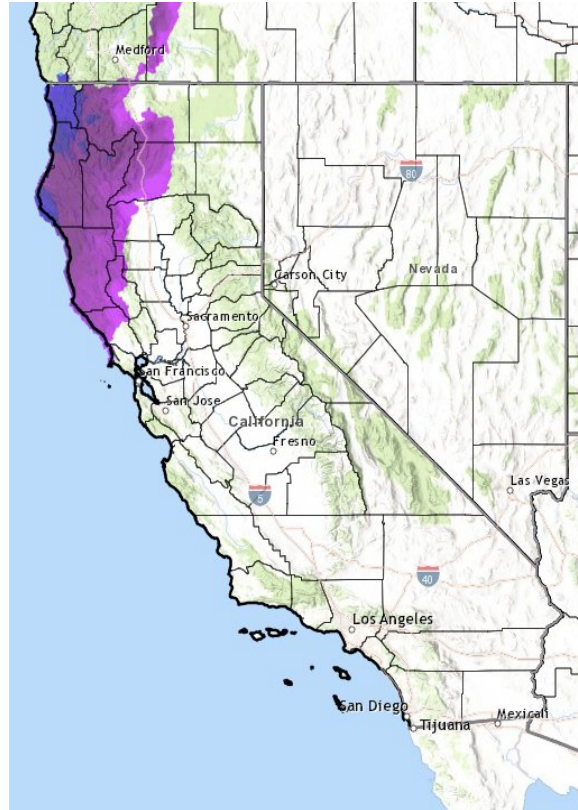 Medford
80
Carson City
Nevada
Sacramento
San Francisco
San Jose
California
Fresno
Las Vegas
5
40
Los Angeles
San Diego
Tijuana
Mexicali